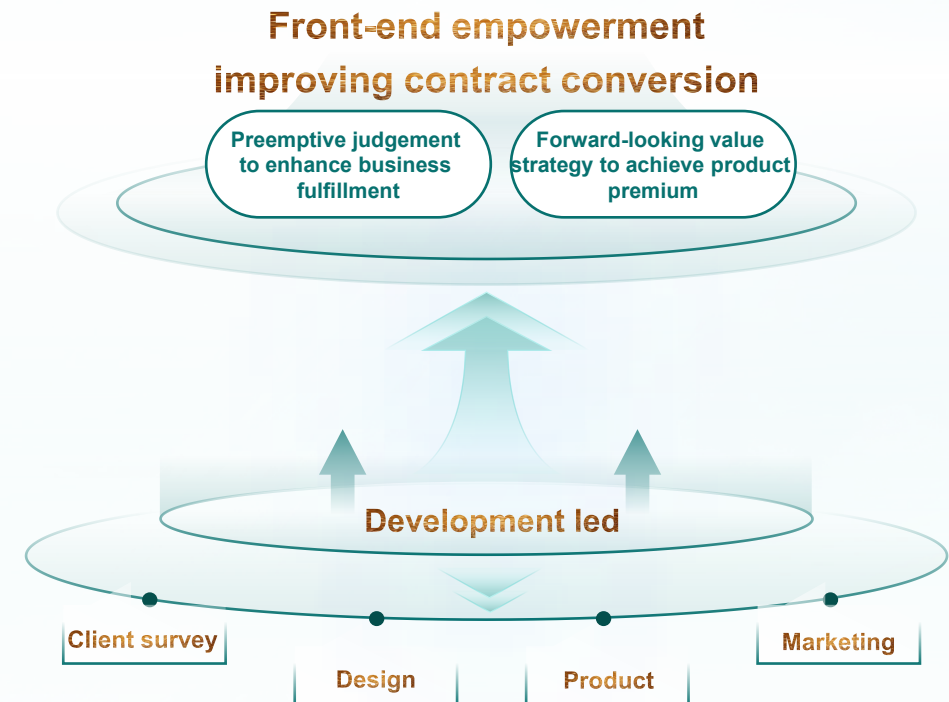 Front-end empowerment
improving contract conversion
Preemptive judgement
to enhance business
fulfillment
Forward-looking value
strategy to achieve product
premium
Development led
Client survey
Design
Product
Marketing